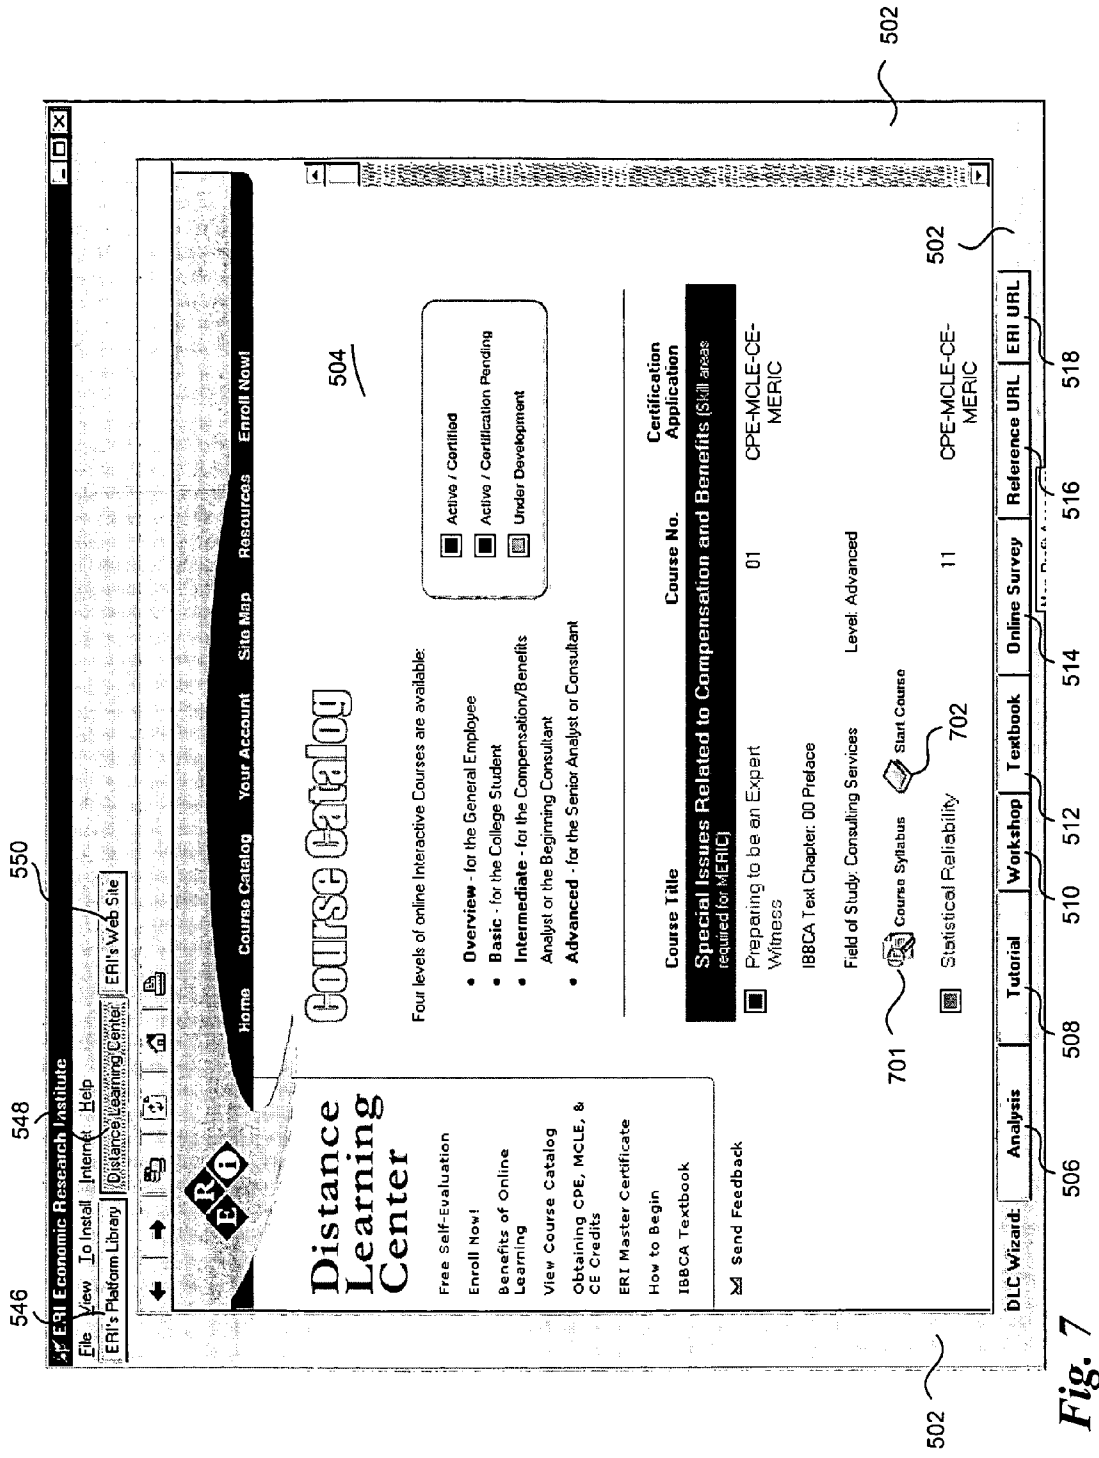 546
548
550
ERI Economic Research Institute
File View To Install Internet Help
ERI's Platform Library Distance Learning Center ERI's Web Site
E R i
Home Course Catalog Your Account Site Map Resources Enroll Now!
Distance
Learning
Center
Free Self-Evaluation
Enroll Now!
Benefits of Online
Learning
View Course Catalog
Obtaining CPE, MCLE, &
CE Credits
ERI Master Certificate
How to Begin
IBBCA Textbook
Send Feedback
Course Catalog
504
Four levels of online Interactive Courses are available:
• Overview - for the General Employee
• Basic - for the College Student
• Intermediate - for the Compensation/Benefits
Analyst or the Beginning Consultant
• Advanced - for the Senior Analyst or Consultant
Active / Certified
Active / Certification Pending
Under Development
Course Title Course No. Certification
Application
Special Issues Related to Compensation and Benefits (Skill areas
required for MERIC)
Preparing to be an Expert 01 CPE-MCLE-CE-
Witness MERIC
IBBCA Text Chapter: 00 Preface
Field of Study: Consulting Services Level: Advanced
701 Course Syllabus Start Course
702
Statistical Reliability 11 CPE-MCLE-CE-
MERIC
502
502
502
DLC Wizard: Analysis Tutorial Workshop Textbook Online Survey Reference URL ERI URL
506 508 510 512 514 516 518
Fig. 7